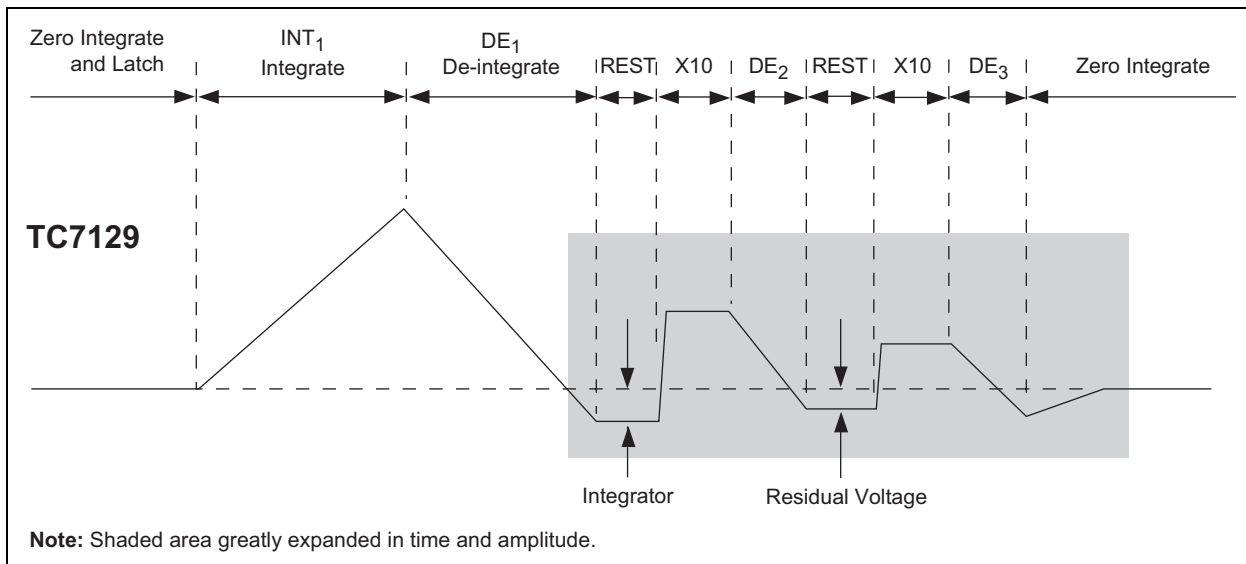 Zero Integrate
and Latch
INT1
Integrate
DE1
De-integrate
REST
X10
DE2
REST
X10
DE3
Zero Integrate
TC7129
Integrator
Residual Voltage
Note: Shaded area greatly expanded in time and amplitude.